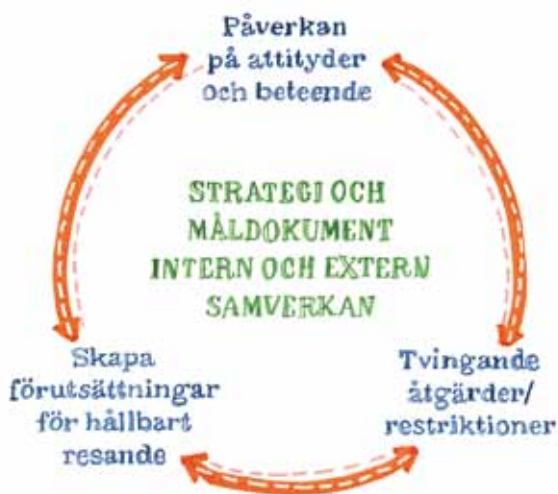 Påverkan
på attityder
och beteende
STRATEGI OCH
MÅLDOKUMENT
INTERN OCH EXTERN
SAMVERKAN
Skapa
förutsättningar
för hållbart
resande
Tvingande
åtgärder/
restriktioner